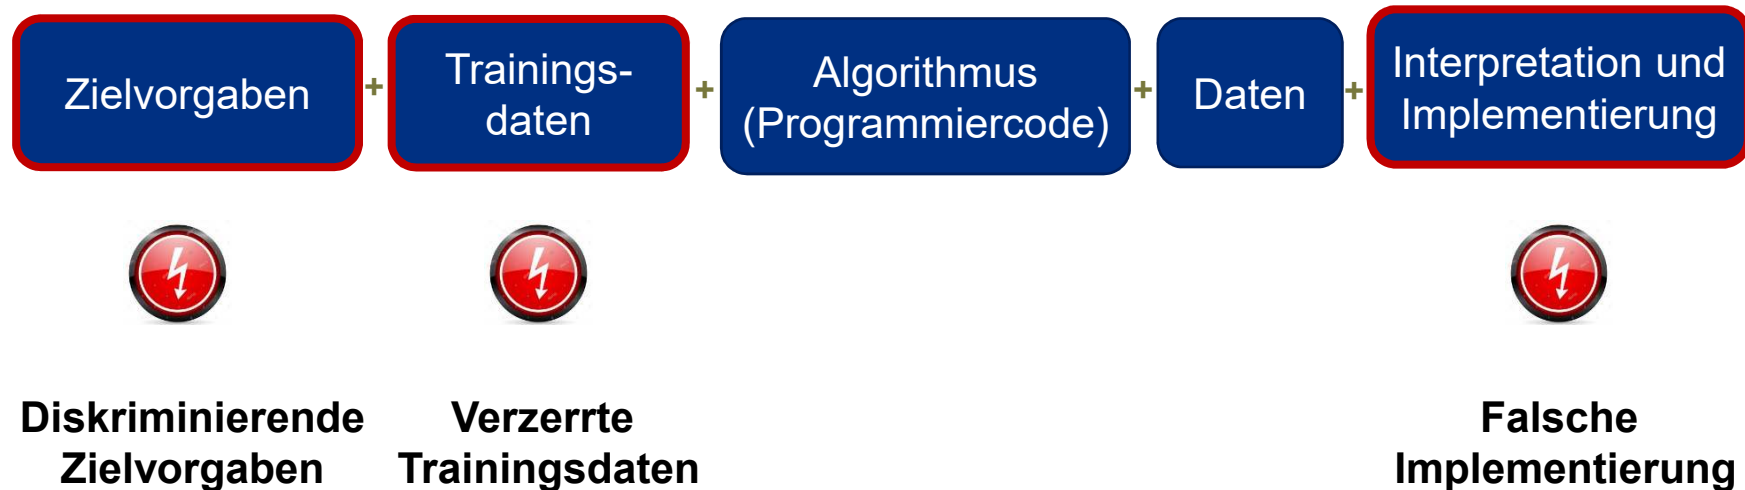 Zielvorgaben
+
Trainings-
daten
+
Algorithmus
(Programmiercode)
+
Daten
+
Interpretation und
Implementierung
Diskriminierende
Zielvorgaben
Verzerrte
Trainingsdaten
Falsche
Implementierung